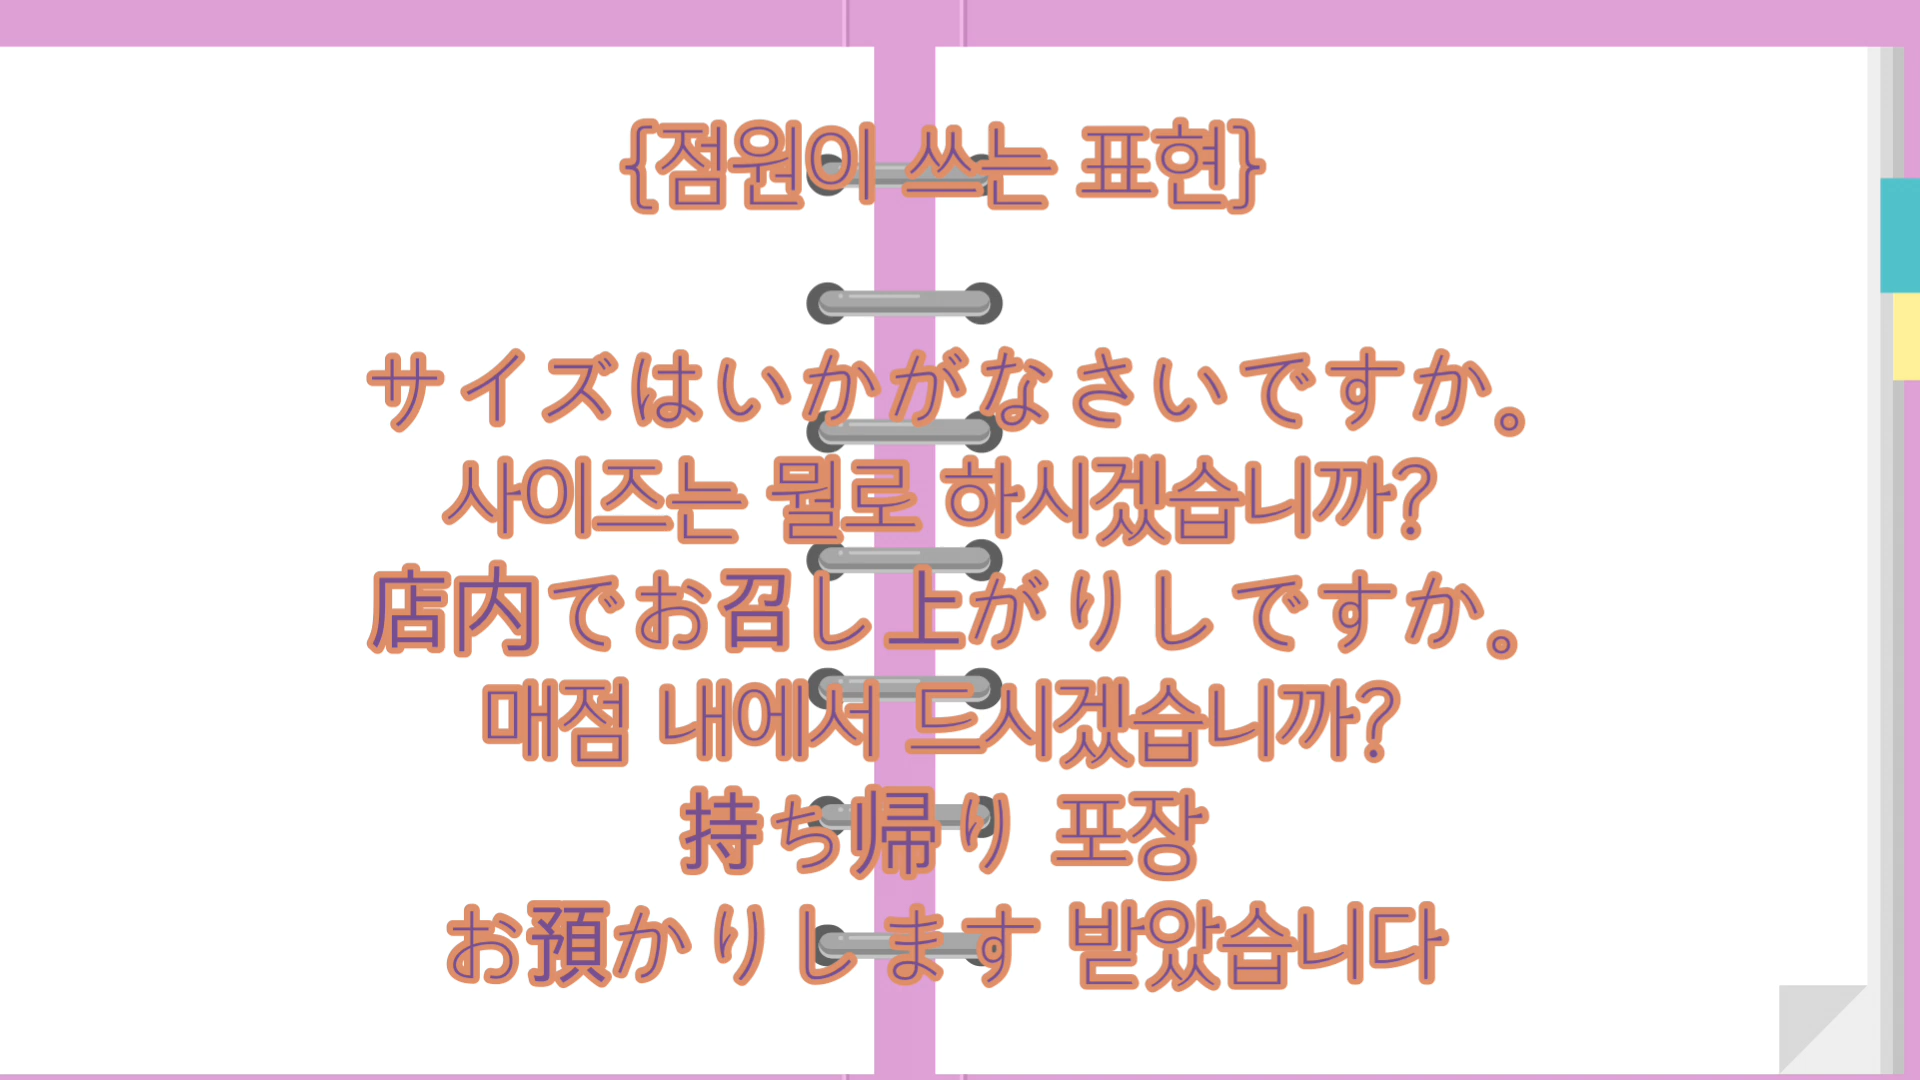 {점원이 쓰는 표현}
サイズはいかがなさいですか。
사이즈는 뭘로 하시겠습니까?
店内でお召し上がりしですか。
매점 내에서 드시겠습니까?
持ち帰り 포장
お預かりします 받았습니다